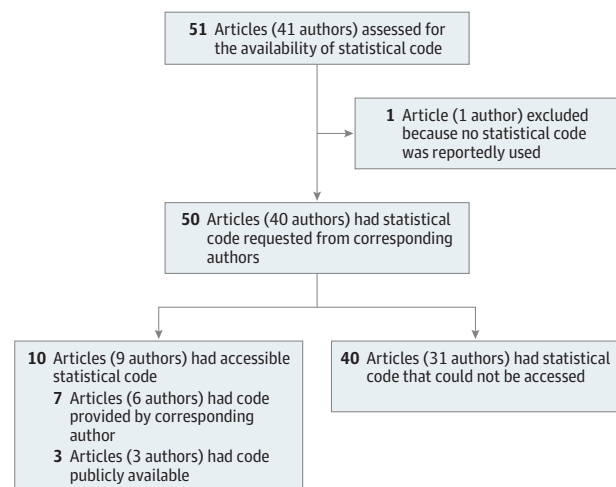 51 Articles (41 authors) assessed for
the availability of statistical code
1 Article (1 author) excluded
because no statistical code
was reportedly used
50 Articles (40 authors) had statistical
code requested from corresponding
authors
10 Articles (9 authors) had accessible
statistical code
7 Articles (6 authors) had code
provided by corresponding
author
3 Articles (3 authors) had code
publicly available
40 Articles (31 authors) had statistical
code that could not be accessed